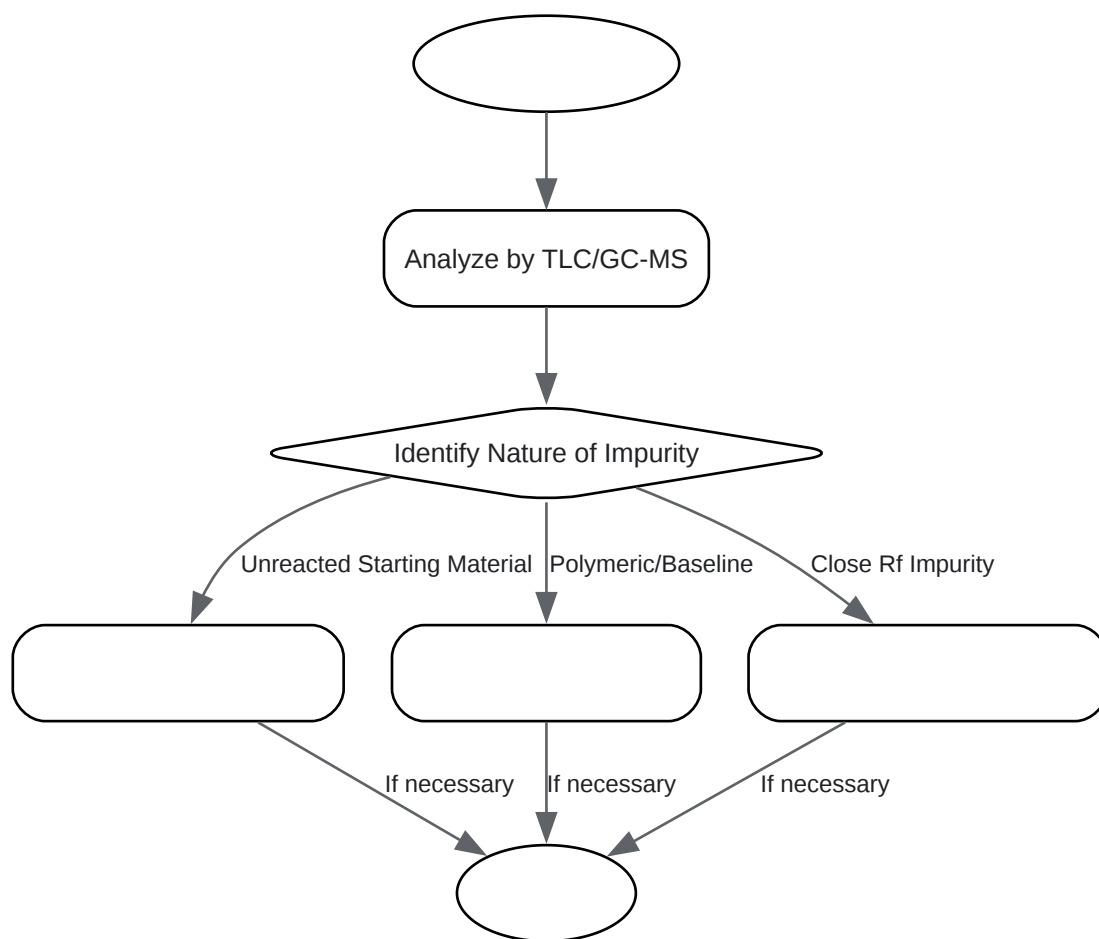 Analyze by TLC/GC-MS
Identify Nature of Impurity
Unreacted Starting Material
Polymeric/Baseline
Close Rf Impurity
If necessary
If necessary
If necessary